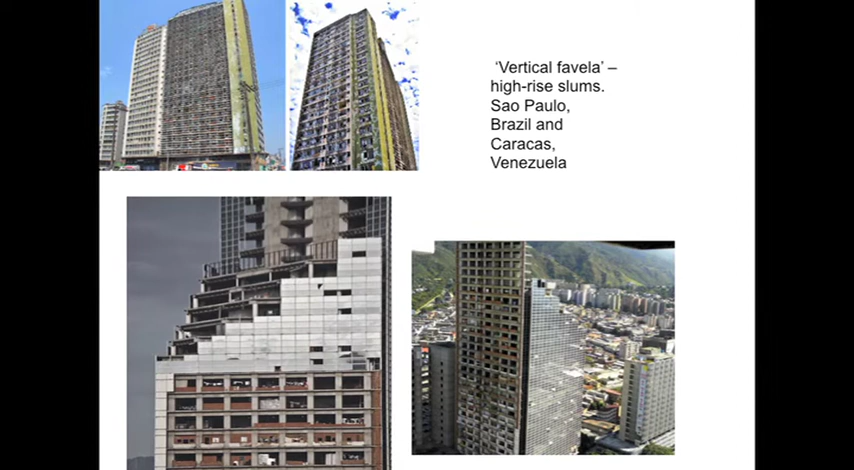 ‘Vertical favela’ –
high-rise slums.
Sao Paulo,
Brazil and
Caracas,
Venezuela